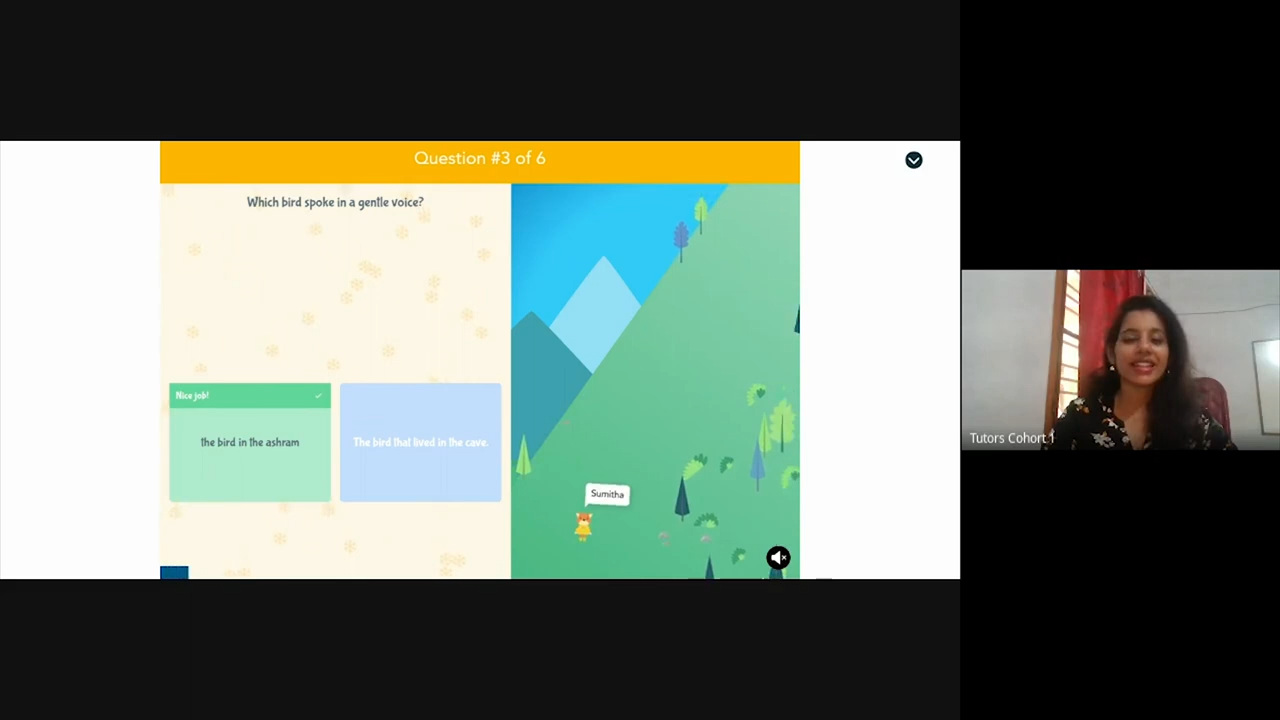 Question #3 of 6
Which bird spoke in a gentle voice?
Nice job!
the bird in the ashram
The bird that lived in the cave.
Sumitha
Tutors Cohort 1